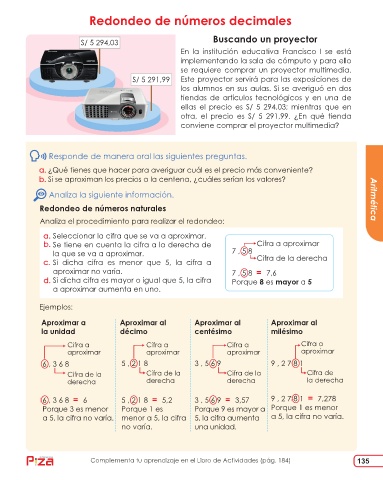 Redondeo de números decimales
S/ 5 294,03
S/ 5 291,99
Buscando un proyector
En la institución educativa Francisco I se está
implementando la sala de cómputo y para ello
se requiere comprar un proyector multimedia.
Este proyector servirá para las exposiciones de
los alumnos en sus aulas. Si se averiguó en dos
tiendas de artículos tecnológicos y en una de
ellas el precio es S/ 5 294,03; mientras que en
otra, el precio es S/ 5 291,99. ¿En qué tienda
conviene comprar el proyector multimedia?
Responde de manera oral las siguientes preguntas.
a. ¿Qué tienes que hacer para averiguar cuál es el precio más conveniente?
b. Si se aproximan los precios a la centena, ¿cuáles serían los valores?
Analiza la siguiente información.
Redondeo de números naturales
Analiza el procedimiento para realizar el redondeo:
a. Seleccionar la cifra que se va a aproximar.
b. Se tiene en cuenta la cifra a la derecha de
la que se va a aproximar.
c. Si dicha cifra es menor que 5, la cifra a
aproximar no varía.
d. Si dicha cifra es mayor o igual que 5, la cifra
a aproximar aumenta en uno.
Cifra a aproximar
7 , 5 8
Cifra de la derecha
7 , 5 8 = 7,6
Porque 8 es mayor a 5
Ejemplos:
Aproximar a
la unidad
Cifra a
aproximar
6, 3 6 8
Cifra de la
derecha
6, 3 6 8 = 6
Porque 3 es menor
a 5, la cifra no varía.
Aproximar al
décimo
Cifra a
aproximar
5 , 2 1 8
Cifra de la
derecha
5 , 2 1 8 = 5,2
Porque 1 es
menor a 5, la cifra
no varía.
Aproximar al
centésimo
Cifra a
aproximar
3 , 5 6 9
Cifra de la
derecha
3 , 5 6 9 = 3,57
Porque 9 es mayor a
5, la cifra aumenta
una unidad.
Aproximar al
milésimo
Cifra a
aproximar
9 , 2 7 8 1
Cifra de
la derecha
9 , 2 7 8 1 = 7,278
Porque 1 es menor
a 5, la cifra no varía.
Aritmética
Complementa tu aprendizaje en el Libro de Actividades (pág. 184)
135